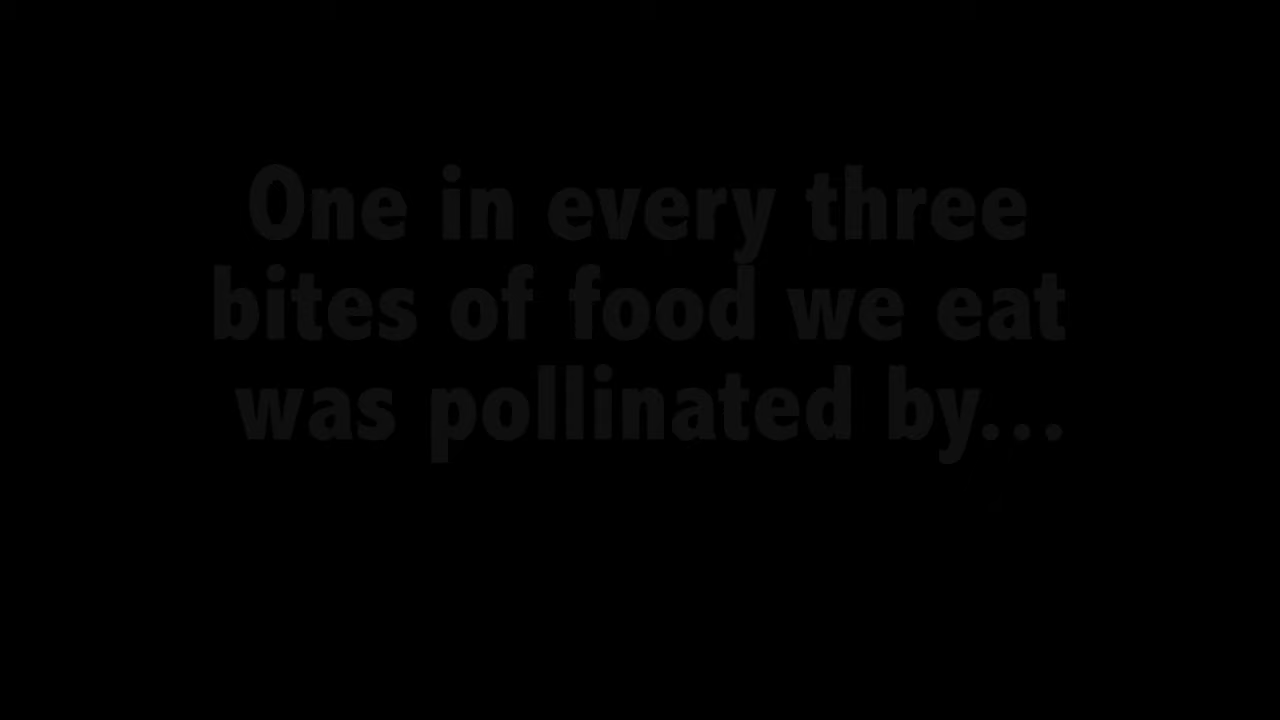 One in every three
bites of food we eat
was pollinated by...